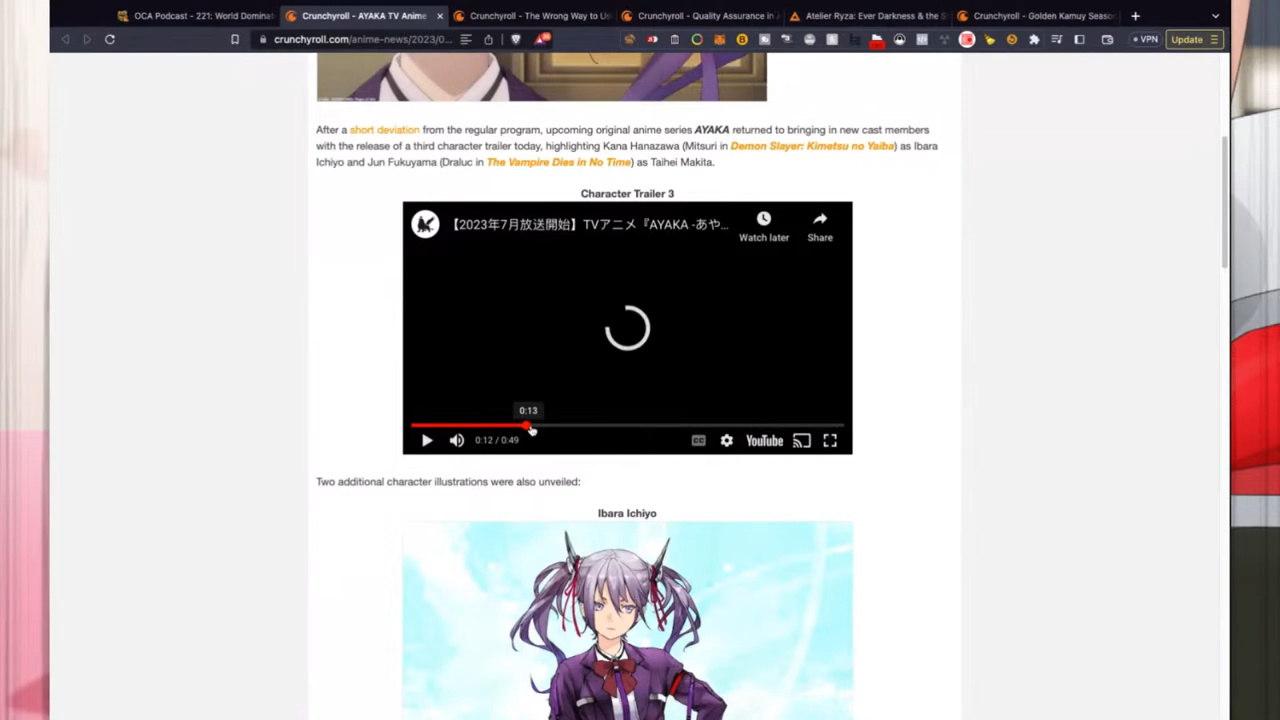 OCA Podcast - 221: World Dominat
Crunchyroll - AYAKA TV Anime
Crunchyroll - The Wrong Way to Us
Crunchyroll - Quality Assurance in
Atelier Ryza: Ever Darkness & the S
Crunchyroll - Golden Kamuy Seaso
crunchyroll.com/anime-news/2023/0...
VPN
Update
After a short deviation from the regular program, upcoming original anime series AYAKA returned to bringing in new cast members
with the release of a third character trailer today, highlighting Kana Hanazawa (Mitsuri in Demon Slayer: Kimetsu no Yaiba) as Ibara
Ichiyo and Jun Fukuyama (Draluc in The Vampire Dies in No Time) as Taihei Makita.
Character Trailer 3
【2023年7月放送開始】TVアニメ『AYAKA -あや...
Watch later
Share
0:13
0:12 / 0:49
CC
YouTube
Two additional character illustrations were also unveiled:
Ibara Ichiyo